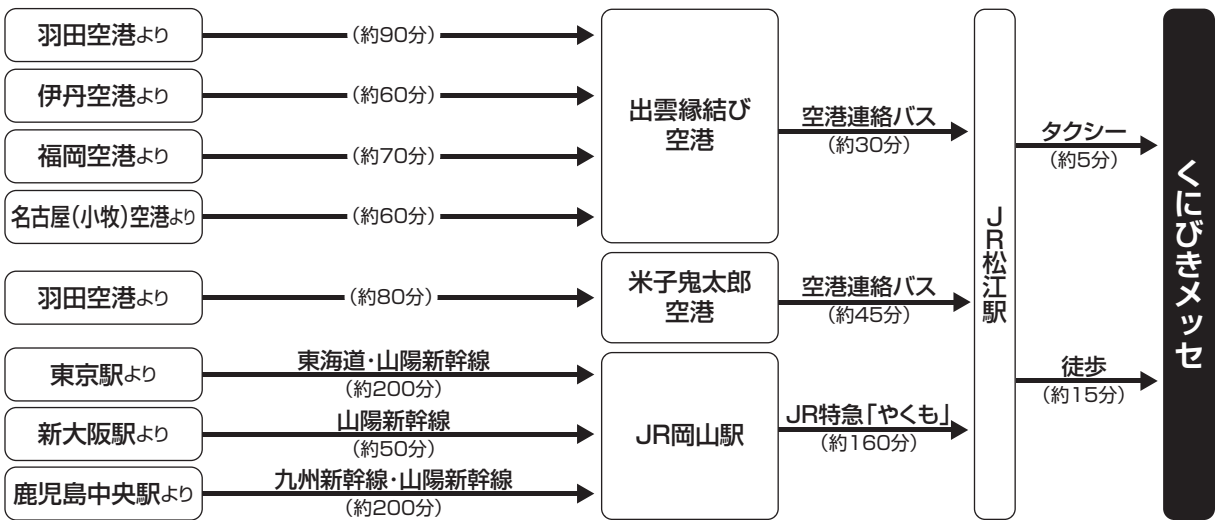 羽田空港より
(約90分)
伊丹空港より
(約60分)
福岡空港より
(約70分)
名古屋(小牧)空港より
(約60分)
出雲縁結び
空港
空港連絡バス
(約30分)
羽田空港より
(約80分)
米子鬼太郎
空港
空港連絡バス
(約45分)
東京駅より
東海道・山陽新幹線
(約200分)
新大阪駅より
山陽新幹線
(約50分)
鹿児島中央駅より
九州新幹線・山陽新幹線
(約200分)
JR岡山駅
JR特急「やくも」
(約160分)
JR松江駅
タクシー
(約5分)
徒歩
(約15分)
くにびきメッセ